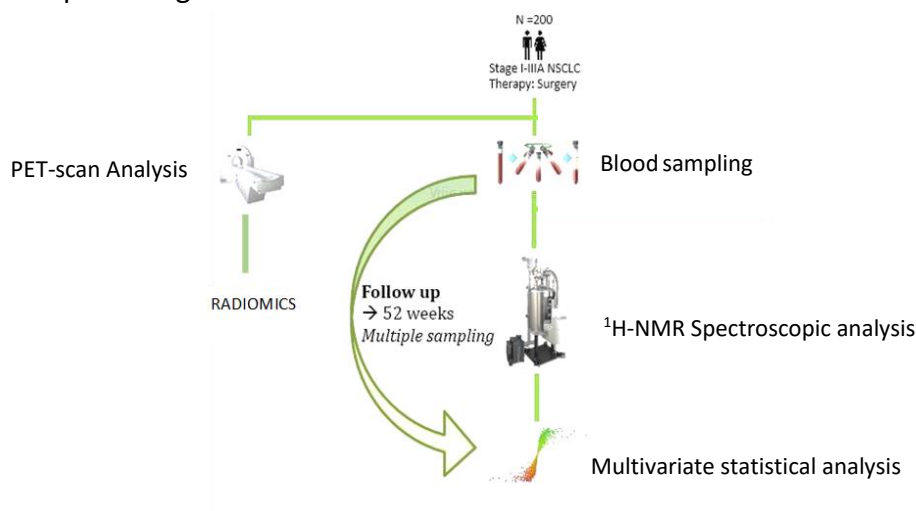 N =200
Stage I-IIIA NSCLC
Therapy: Surgery
PET-scan Analysis
Blood sampling
RADIOMICS
Follow up
→ 52 weeks
Multiple sampling
¹H-NMR Spectroscopic analysis
Multivariate statistical analysis